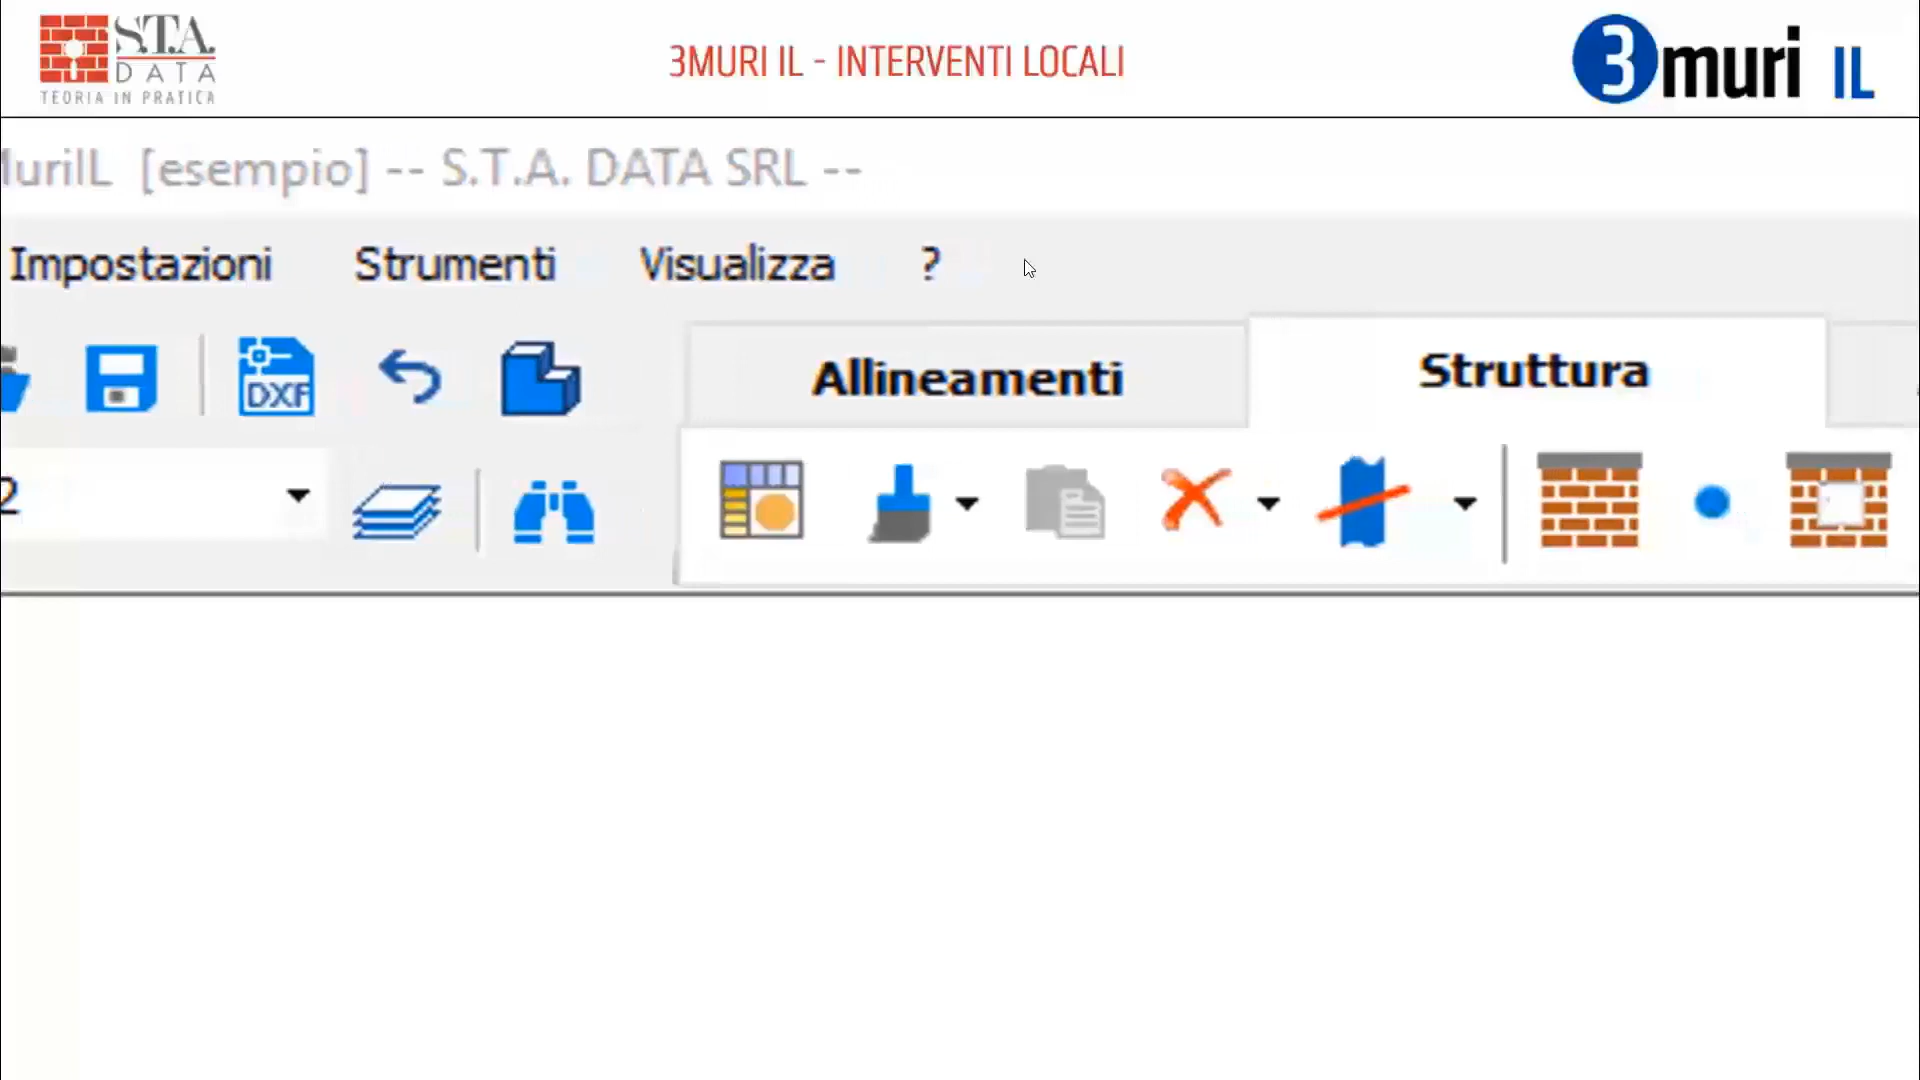 S.T.A.
DATA
TEORIA IN PRATICA
3MURI IL - INTERVENTI LOCALI
3muri IL
MuriIL [esempio] -- S.T.A. DATA SRL --
Impostazioni Strumenti Visualizza ?
DXF
Allineamenti Struttura
2